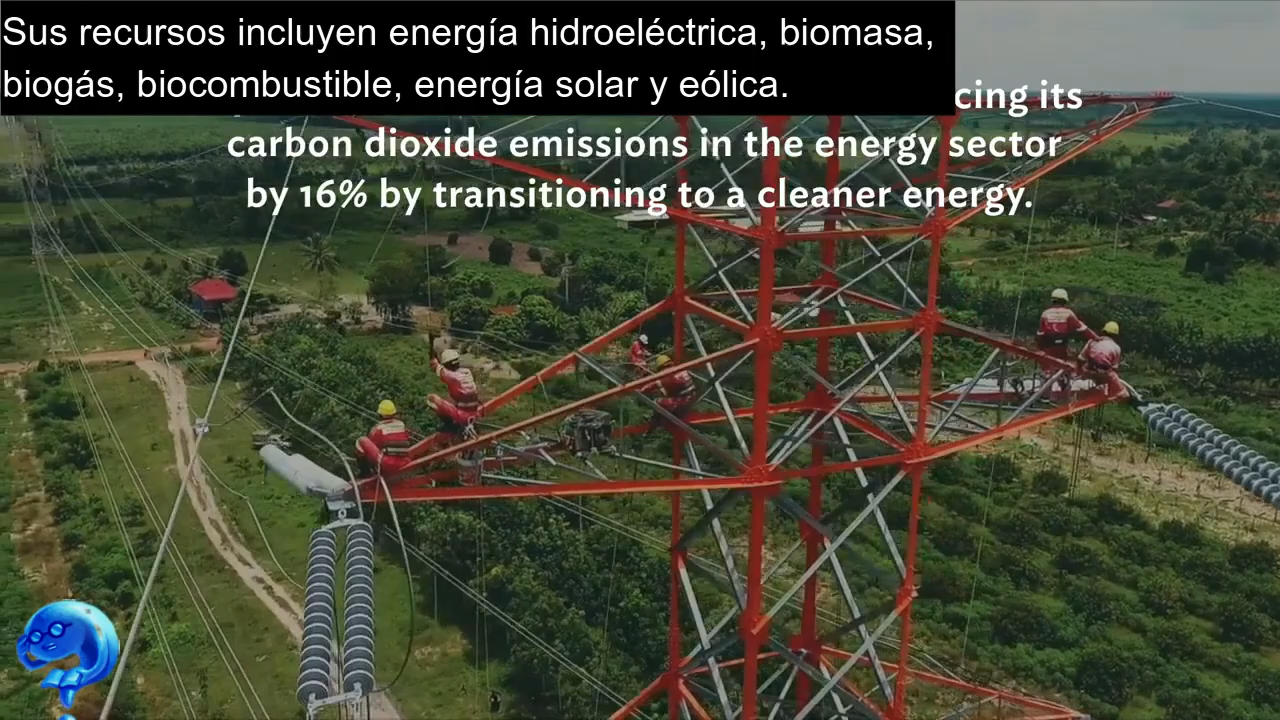 Sus recursos incluyen energía hidroeléctrica, biomasa,
biogás, biocombustible, energía solar y eólica.
its
carbon dioxide emissions in the energy sector
by 16% by transitioning to a cleaner energy.